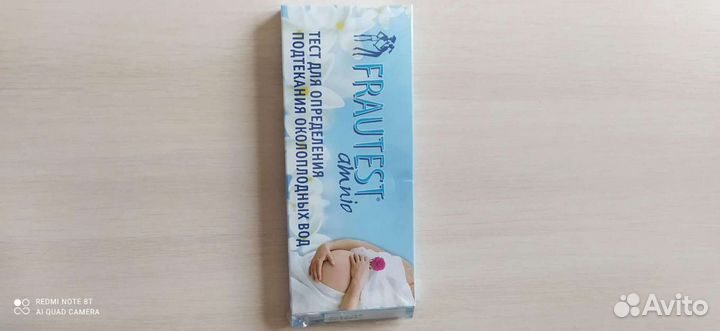 FRAUTEST®
amnio
ТЕСТ ДЛЯ ОПРЕДЕЛЕНИЯ
ПОДТЕКАНИЯ ОКОЛОПЛОДНЫХ ВОД
REDMI NOTE 8T
AI QUAD CAMERA
Avito